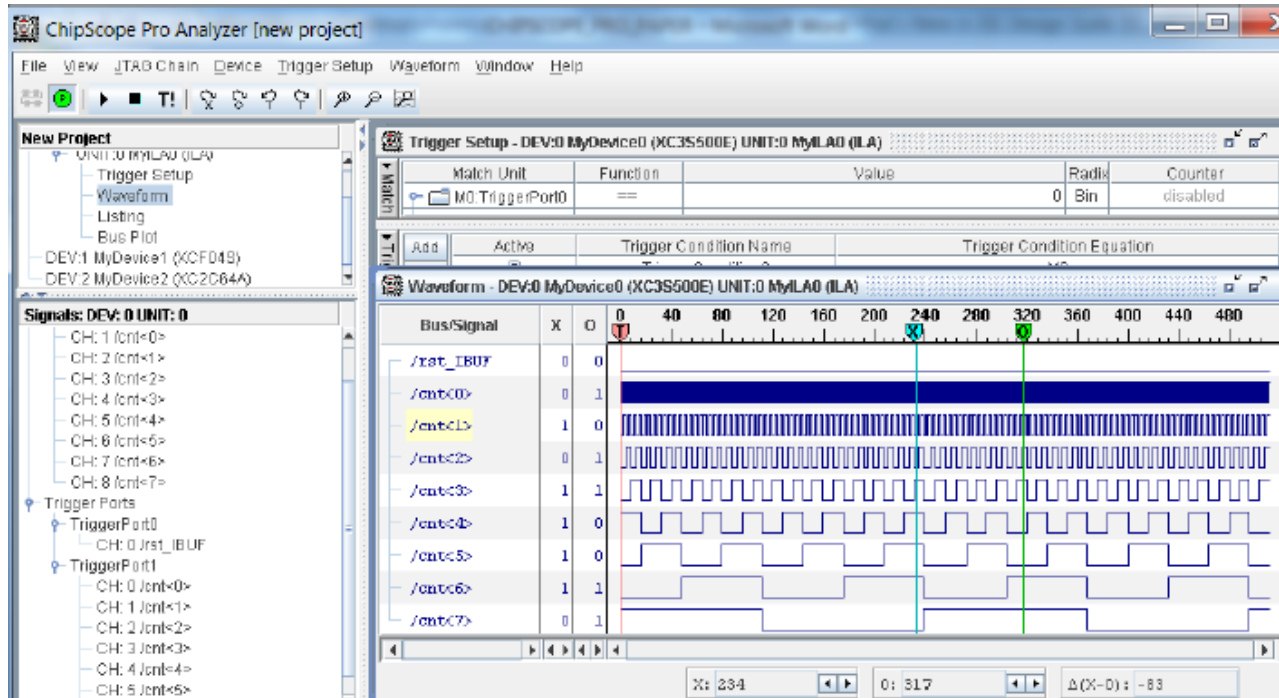 ChipScope Pro Analyzer [new project]
File View JTAG Chain Device Trigger Setup Waveform Window Help
T!
New Project
UNIT:0 MyILA0 (ILA)
Trigger Setup
Waveform
Listing
Bus Plot
DEV:1 MyDevice1 (XCF04S)
DEV:2 MyDevice2 (XC2C64A)
Signals: DEV: 0 UNIT: 0
CH: 1 /cnt<0>
CH: 2 /cnt<1>
CH: 3 /cnt<2>
CH: 4 /cnt<3>
CH: 5 /cnt<4>
CH: 6 /cnt<5>
CH: 7 /cnt<6>
CH: 8 /cnt<7>
Trigger Ports
TriggerPort0
CH: 0 /rst_IBUF
TriggerPort1
CH: 0 /cnt<0>
CH: 1 /cnt<1>
CH: 2 /cnt<2>
CH: 3 /cnt<3>
CH: 4 /cnt<4>
CH: 5 /cnt<5>
Trigger Setup - DEV:0 MyDevice0 (XC3S500E) UNIT:0 MyILA0 (ILA)
Match
Match Unit Function Value Radix Counter
M0:TriggerPort0 == 0 Bin disabled
Add Active Trigger Condition Name Trigger Condition Equation
Waveform - DEV:0 MyDevice0 (XC3S500E) UNIT:0 MyILA0 (ILA)
Bus/Signal X O 0 40 80 120 160 200 240 280 320 360 400 440 480
T X O
/rst_IBUF 0 0
/cnt<0> 0 1
/cnt<1> 1 0
/cnt<2> 0 1
/cnt<3> 1 1
/cnt<4> 1 0
/cnt<5> 1 0
/cnt<6> 1 1
/cnt<7> 0 1
X: 234 O: 317 Δ(X-O): -83